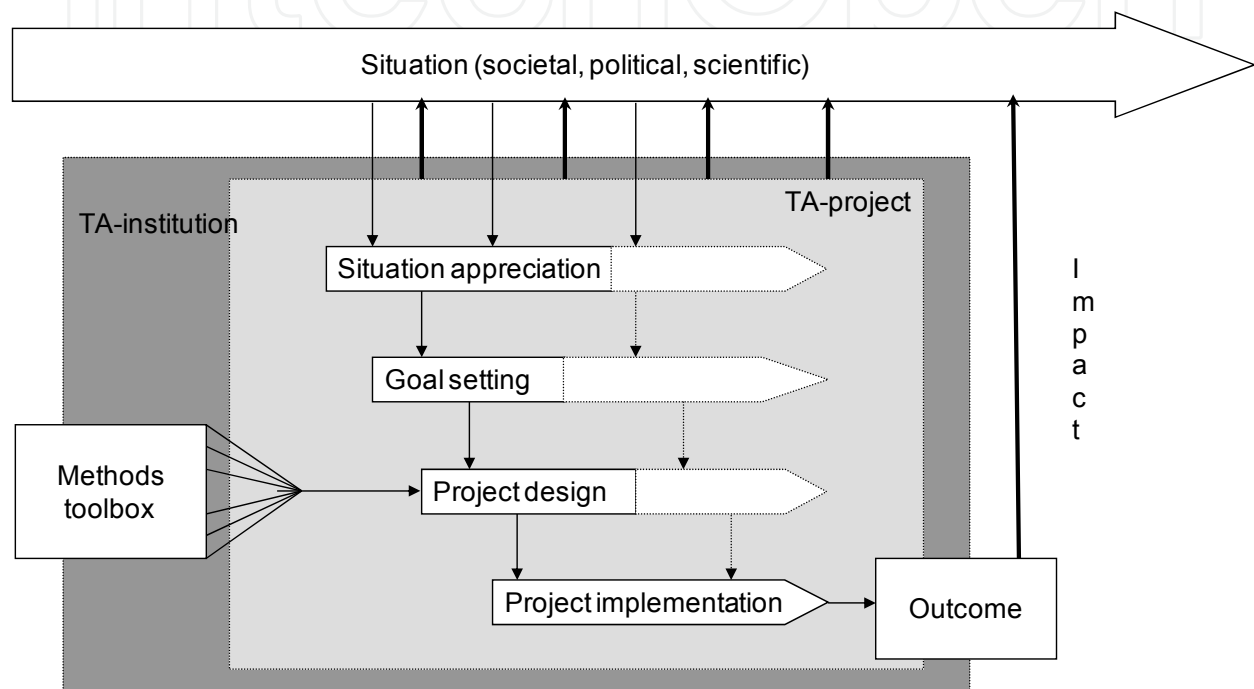 Situation (societal, political, scientific)
TA-institution
TA-project
Situation appreciation
Goal setting
Methods
toolbox
Project design
Project implementation
Outcome
I
m
p
a
c
t